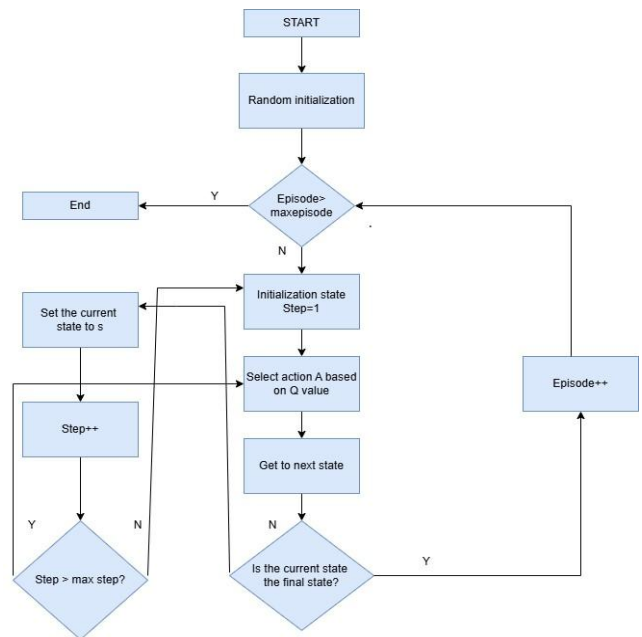 START
Random initialization
Episode>
maxepisode
Y
End
N
Initialization state
Step=1
Set the current
state to s
Select action A based
on Q value
Episode++
Step++
Get to next state
Y
N
N
Step > max step?
Is the current state
the final state?
Y